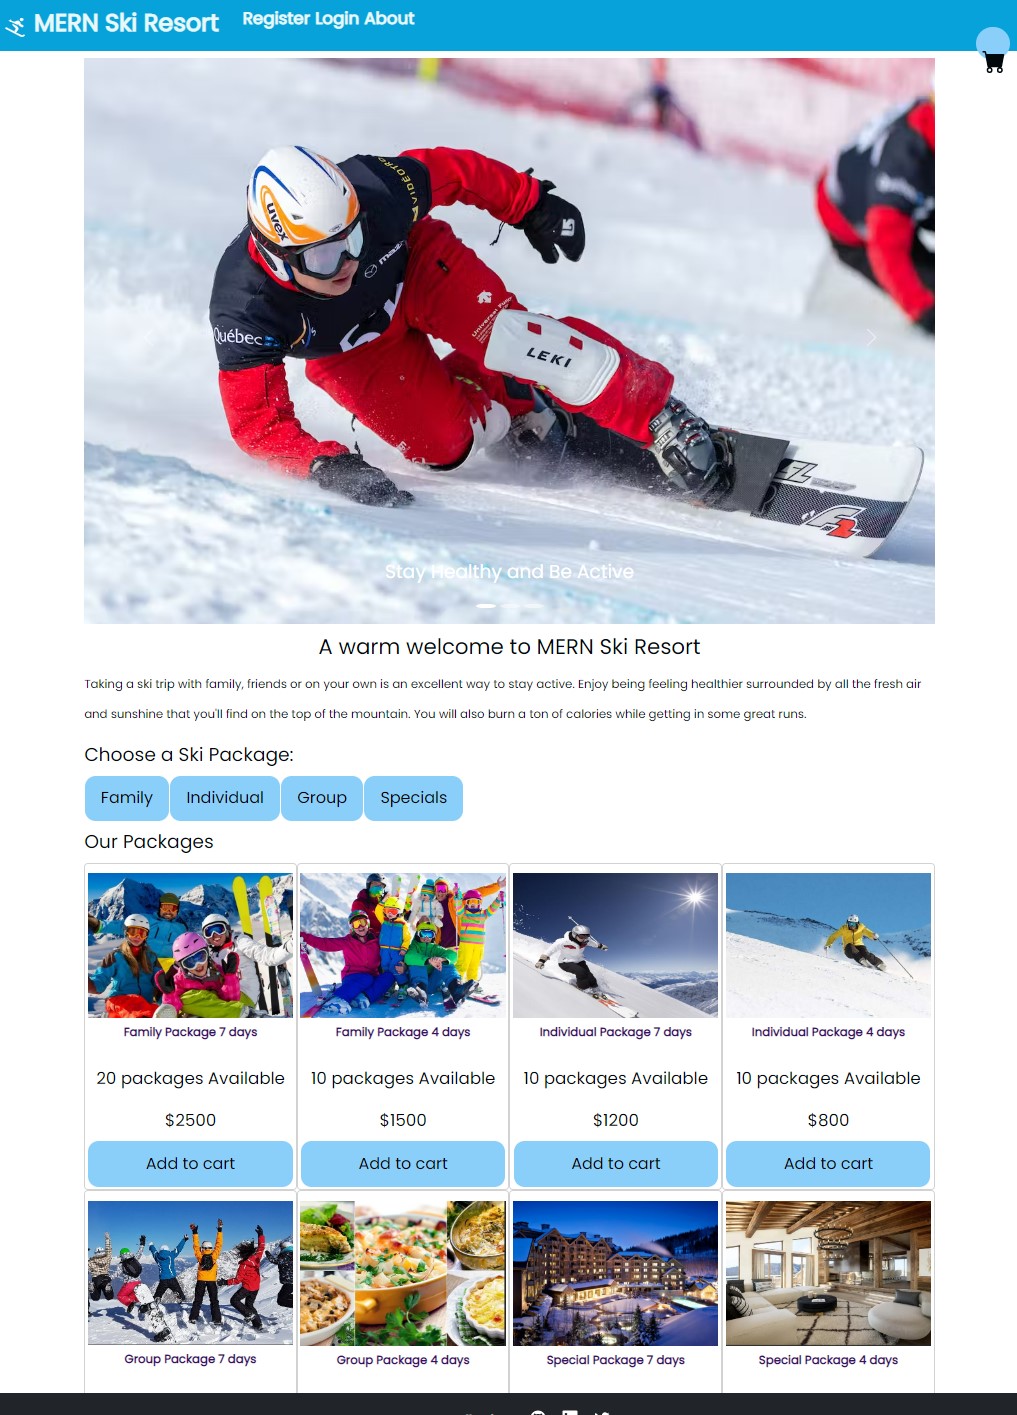 MERN Ski Resort
Register Login About
VIDEOTRO
uvex
mazda
Québec
LEKI
Stay Healthy and Be Active
A warm welcome to MERN Ski Resort
Taking a ski trip with family, friends or on your own is an excellent way to stay active. Enjoy being feeling healthier surrounded by all the fresh air
and sunshine that you'll find on the top of the mountain. You will also burn a ton of calories while getting in some great runs.
Choose a Ski Package:
Family Individual Group Specials
Our Packages
Family Package 7 days Family Package 4 days Individual Package 7 days Individual Package 4 days
20 packages Available 10 packages Available 10 packages Available 10 packages Available
$2500 $1500 $1200 $800
Add to cart Add to cart Add to cart Add to cart
Group Package 7 days Group Package 4 days Special Package 7 days Special Package 4 days